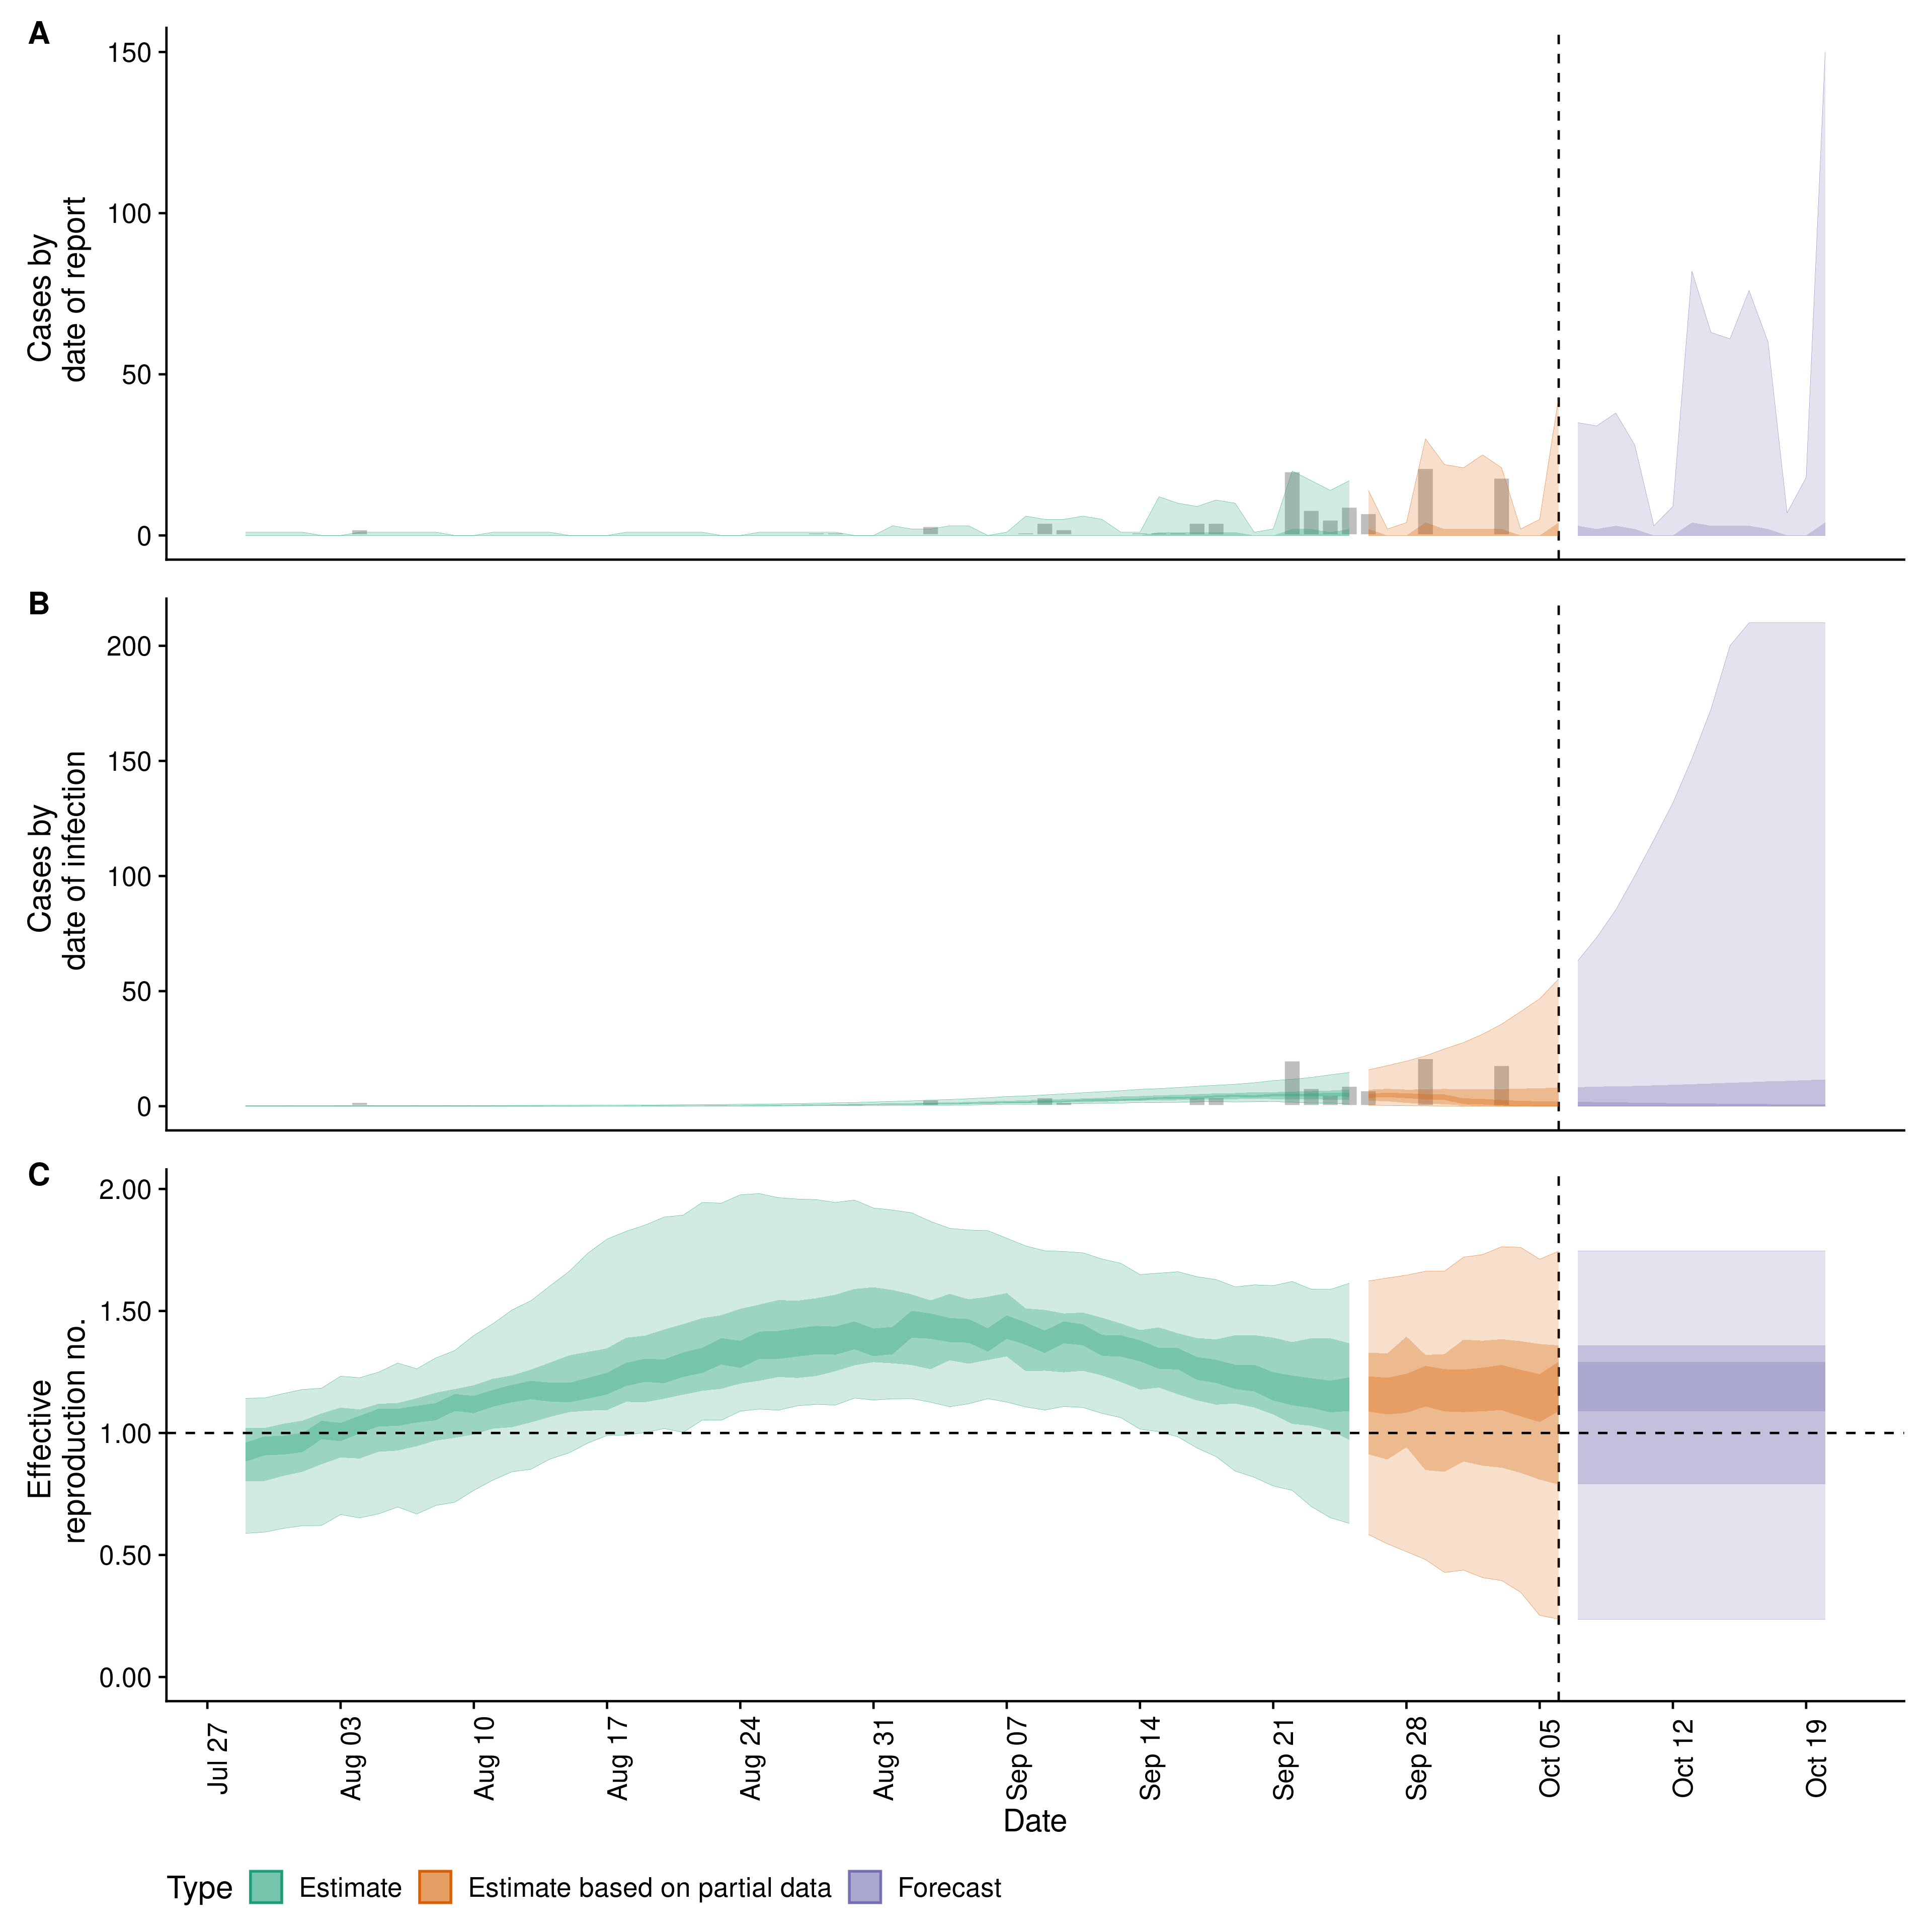 A
Cases by
date of report
150
100
50
0
B
Cases by
date of infection
200
150
100
50
0
C
Effective
reproduction no.
2.00
1.50
1.00
0.50
0.00
Jul 27
Aug 03
Aug 10
Aug 17
Aug 24
Aug 31
Sep 07
Sep 14
Sep 21
Sep 28
Oct 05
Oct 12
Oct 19
Date
Type Estimate Estimate based on partial data Forecast